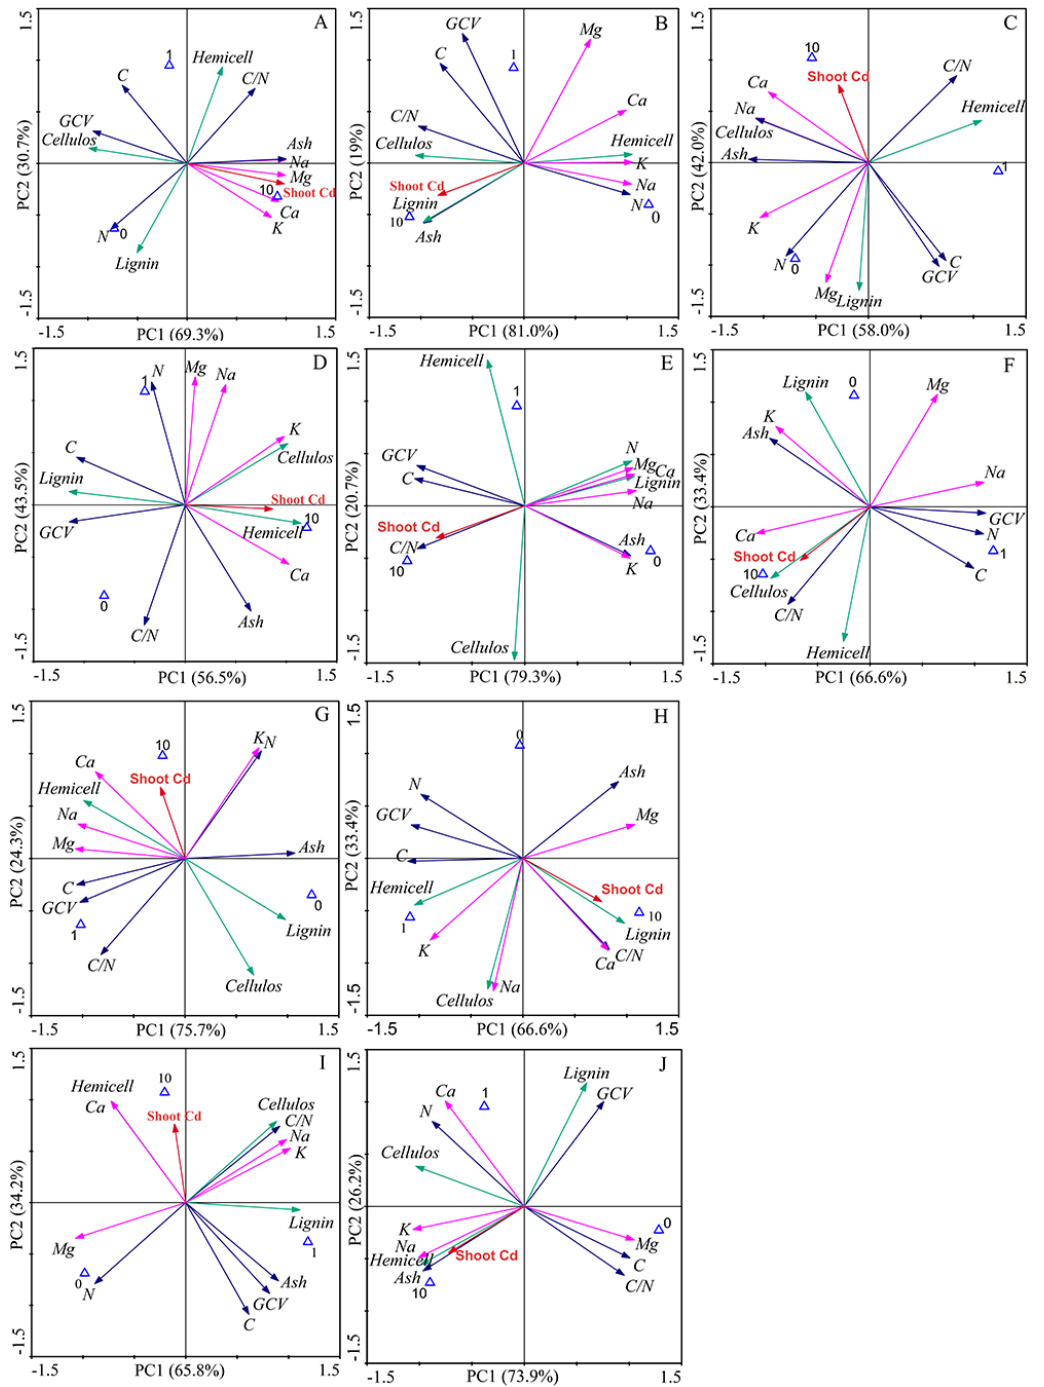 1.5
A
1
Hemicell
C/N
C
GCV
Cellulos
Ash
Na
Mg
10
Shoot Cd
Ca
K
N
0
Lignin
PC2 (30.7%)
-1.5
-1.5
PC1 (69.3%)
1.5
1.5
B
GCV
1
Mg
C
Ca
C/N
Cellulos
Hemicell
K
Shoot Cd
Na
Lignin
N
0
10
Ash
PC2 (19%)
-1.5
-1.5
PC1 (81.0%)
1.5
1.5
C
10
Shoot Cd
C/N
Ca
Na
Hemicell
Cellulos
Ash
1
K
N
0
C
GCV
Mg
Lignin
PC2 (42.0%)
-1.5
-1.5
PC1 (58.0%)
1.5
1.5
D
1
N
Mg
Na
K
C
Cellulos
Lignin
Shoot Cd
10
GCV
Hemicell
Ca
0
C/N
Ash
PC2 (43.5%)
-1.5
-1.5
PC1 (56.5%)
1.5
1.5
E
Hemicell
1
N
GCV
Mg
Ca
C
Lignin
Na
Shoot Cd
C/N
Ash
0
10
K
Cellulos
PC2 (20.7%)
-1.5
-1.5
PC1 (79.3%)
1.5
1.5
F
Lignin
0
Mg
K
Ash
Na
GCV
Ca
N
Shoot Cd
1
10
C
Cellulos
C/N
Hemicell
PC2 (33.4%)
-1.5
-1.5
PC1 (66.6%)
1.5
1.5
G
10
K
N
Ca
Shoot Cd
Hemicell
Na
Mg
Ash
C
GCV
0
1
Lignin
C/N
Cellulos
PC2 (24.3%)
-1.5
-1.5
PC1 (75.7%)
1.5
1.5
H
0
N
Ash
GCV
Mg
C
Hemicell
Shoot Cd
1
10
K
Lignin
C/N
Ca
Cellulos
Na
PC2 (33.4%)
-1.5
-1.5
PC1 (66.6%)
1.5
1.5
I
Hemicell
10
Ca
Shoot Cd
Cellulos
C/N
Na
K
Lignin
Mg
1
0
N
Ash
GCV
C
PC2 (34.2%)
-1.5
-1.5
PC1 (65.8%)
1.5
1.5
J
Lignin
Ca
1
GCV
N
Cellulos
K
0
Na
Mg
Hemicell
Shoot Cd
C
Ash
C/N
10
PC2 (26.2%)
-1.5
-1.5
PC1 (73.9%)
1.5